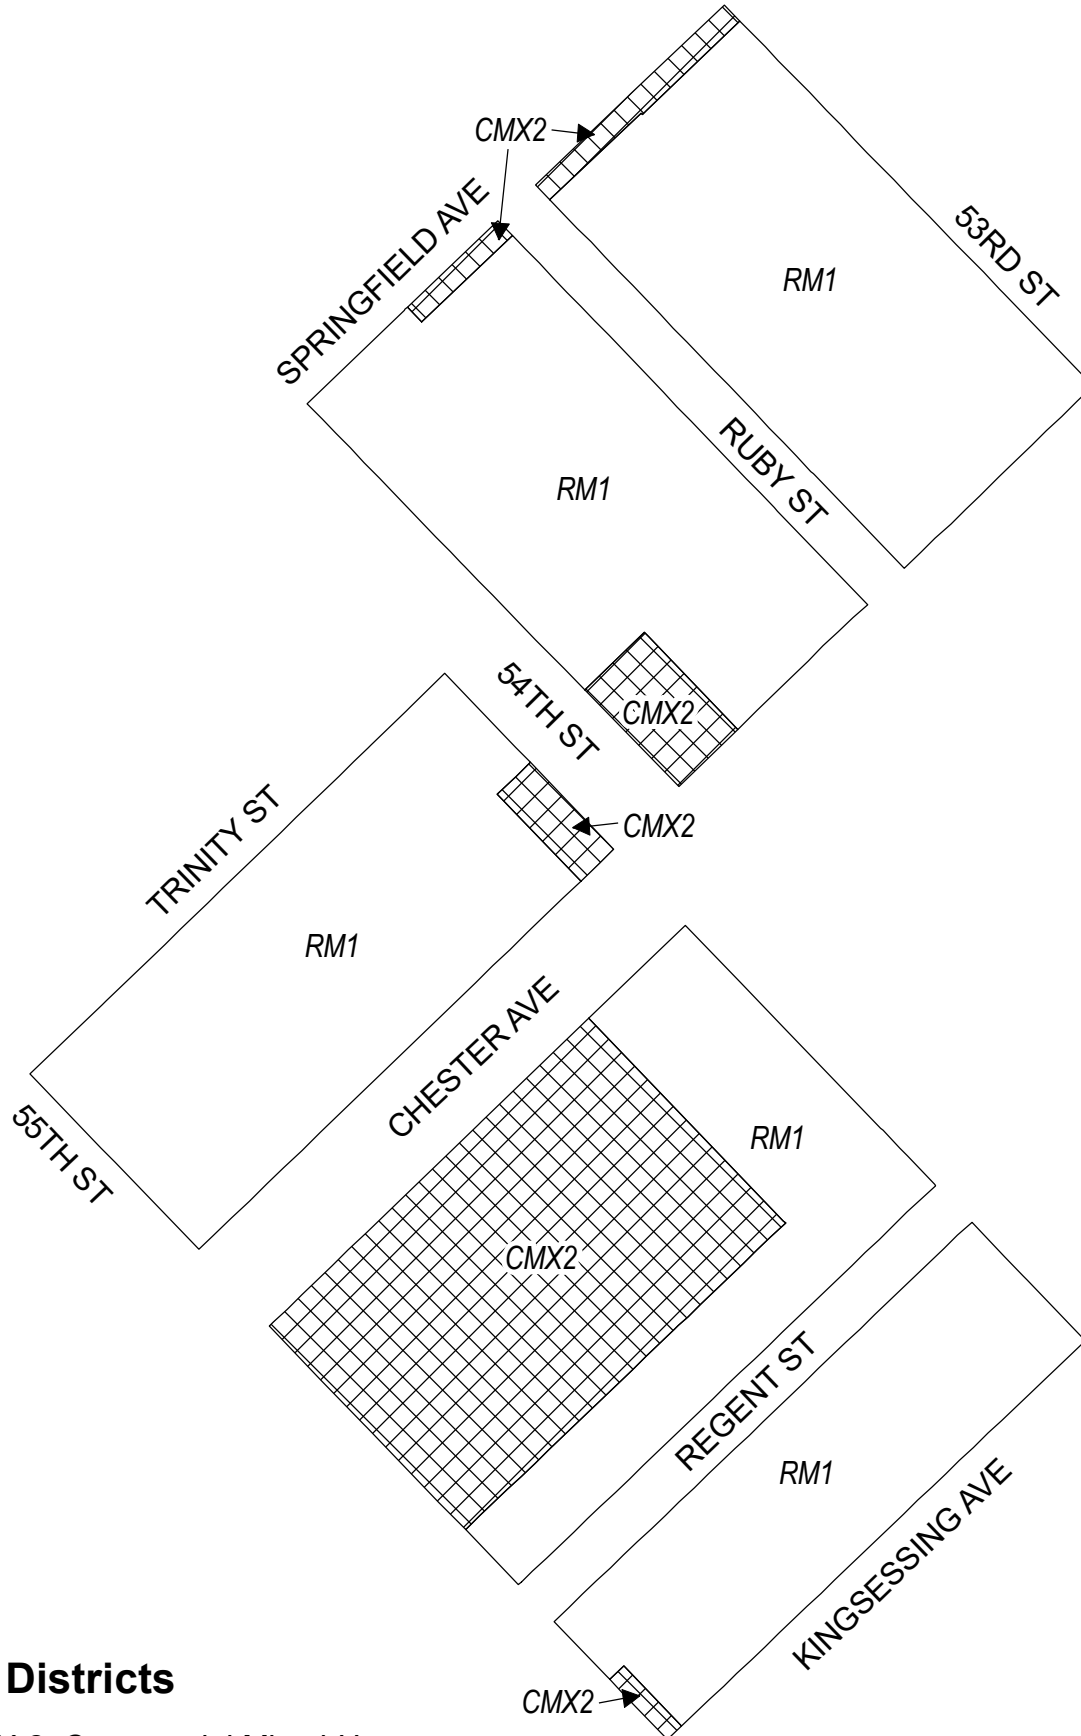 CMX2
SPRINGFIELD AVE
53RD ST
RM1
RUBY ST
RM1
54TH ST
CMX2
TRINITY ST
CMX2
RM1
CHESTER AVE
55TH ST
RM1
CMX2
REGENT ST
RM1
KINGSESSING AVE
Districts
CMX2